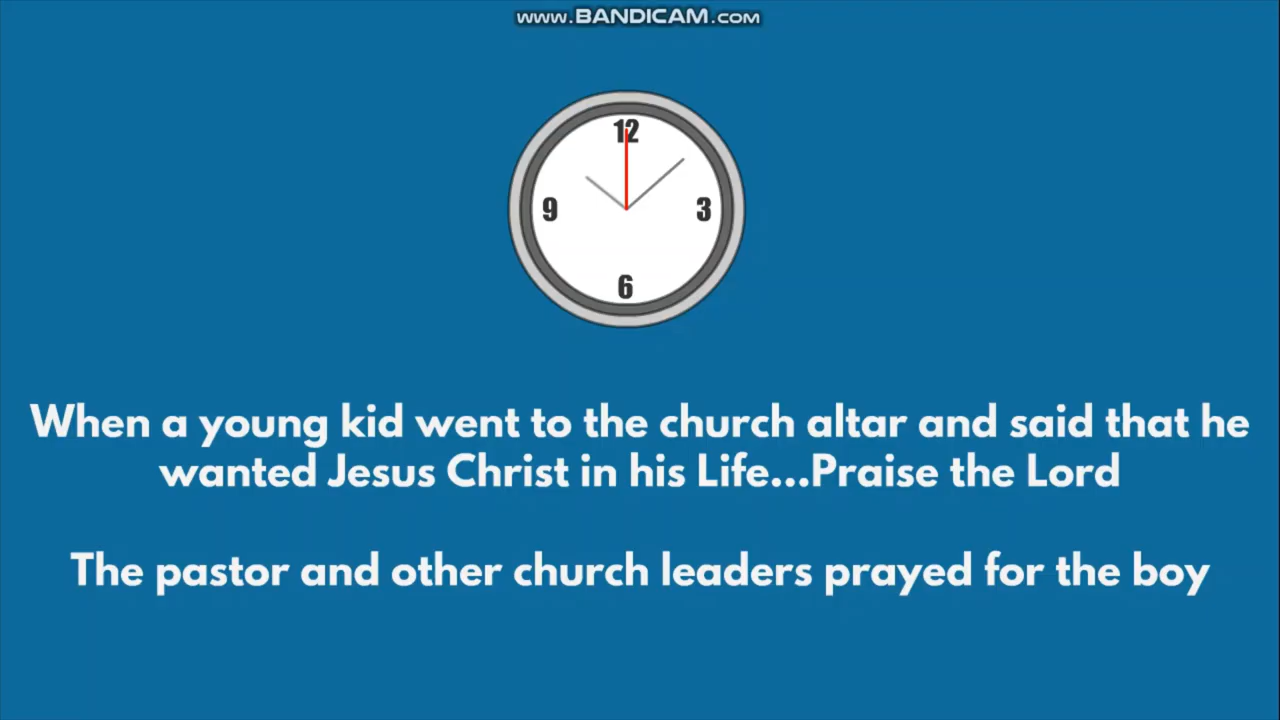 www.BANDICAM.com
12
9
3
6
When a young kid went to the church altar and said that he
wanted Jesus Christ in his Life...Praise the Lord
The pastor and other church leaders prayed for the boy